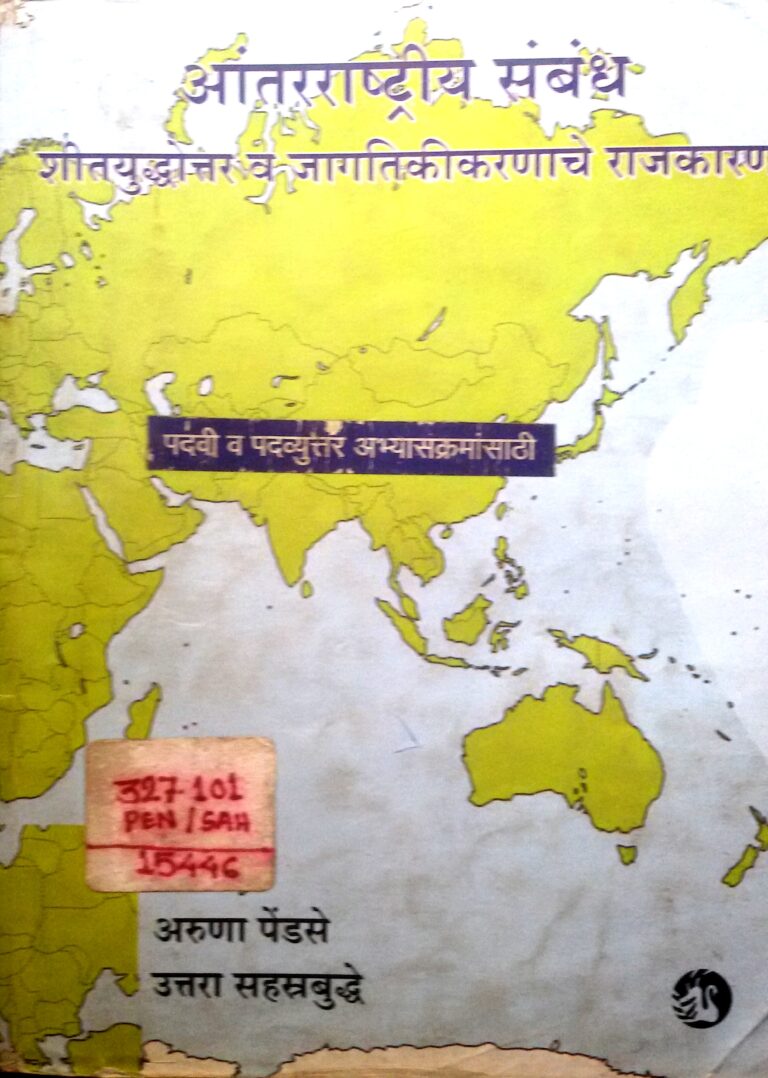 आंतरराष्ट्रीय संबंध
शीतयुद्धोत्तर व जागतिकीकरणाचे राजकारण
पदवी व पदव्युत्तर अभ्यासक्रमांसाठी
327.101
PEN / SAH
15446
अरुणा पेंडसे
उत्तरा सहस्रबुद्धे